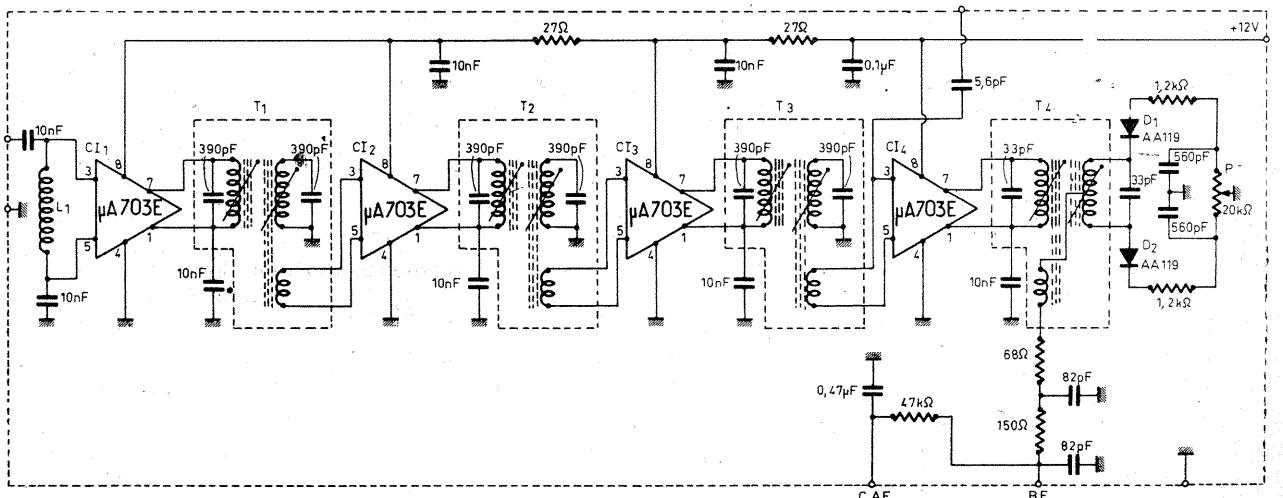 27Ω 27Ω +12V
10nF 10nF 0,1µF 5,6pF
T1 T2 T3 T4 1,2kΩ
10nF CI1 390pF 390pF CI2 390pF 390pF CI3 390pF 390pF CI4 33pF D1 AA119
8 8 8 8
3 7 3 7 3 7 3 7 560pF
33pF P
L1 µA703E µA703E µA703E µA703E 20kΩ
560pF
5 1 5 1 5 1 5 1 D2
4 4 4 4 AA119
10nF 10nF 10nF 10nF 10nF
1,2kΩ
68Ω
0,47µF 47kΩ 82pF
150Ω
82pF